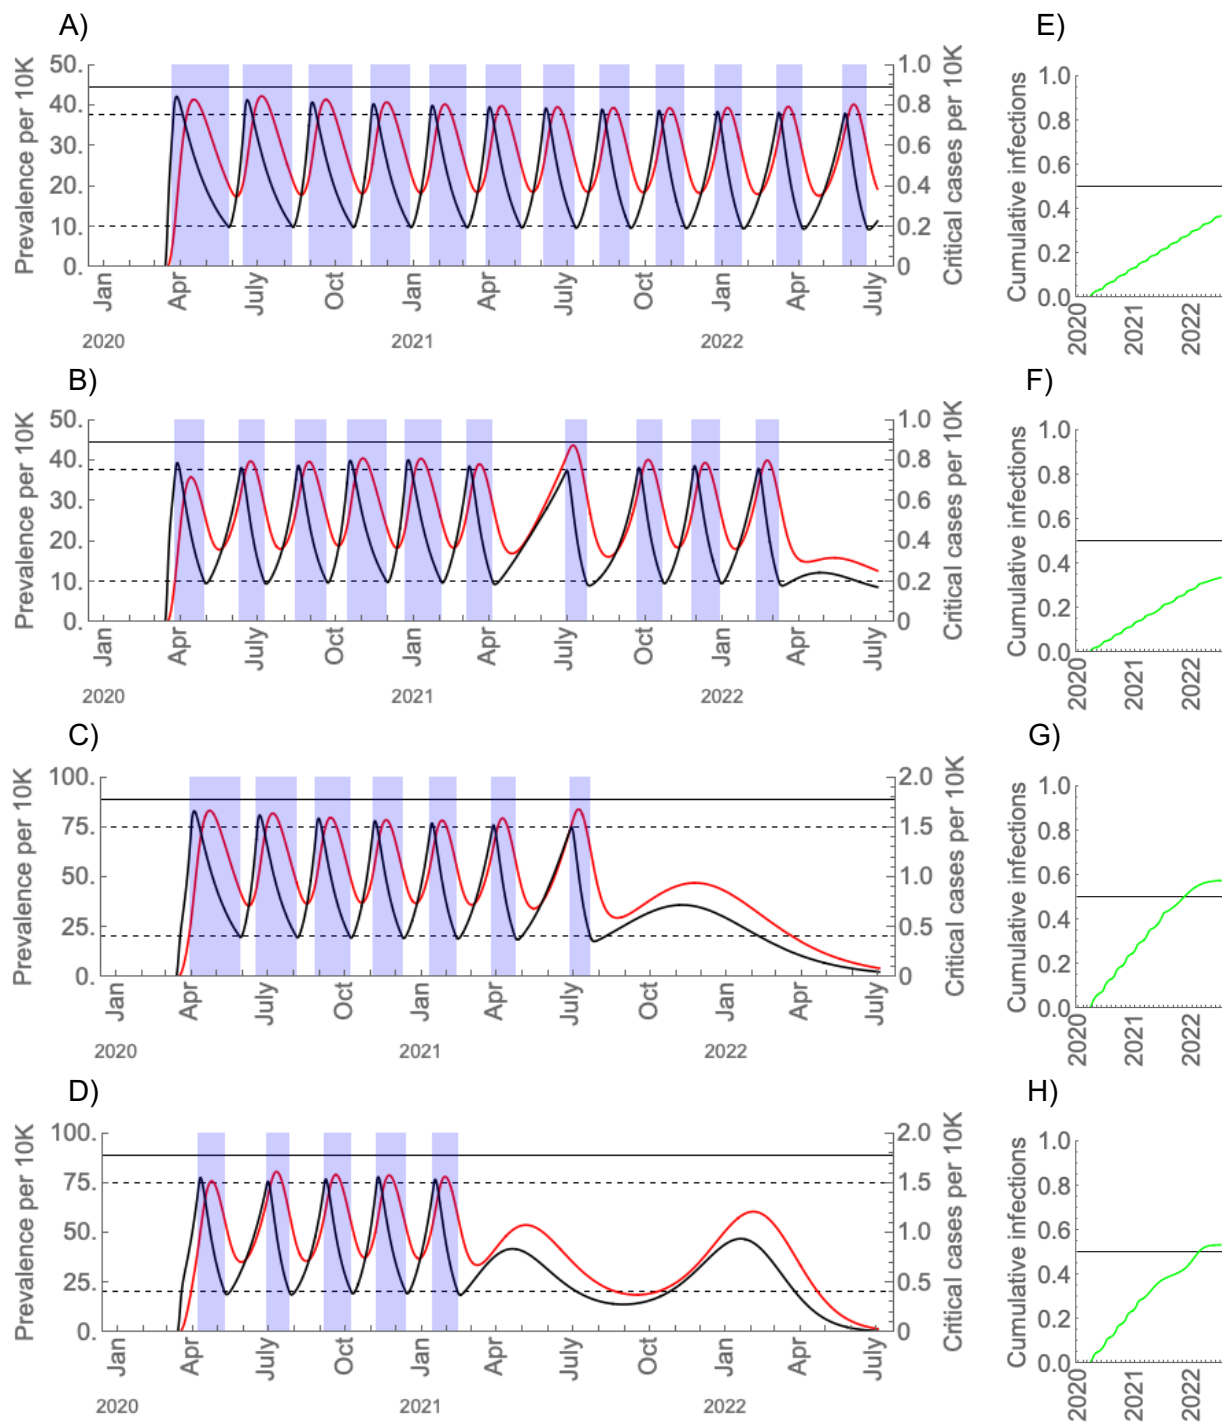 A)
E)
Prevalence per 10K
50.
40.
30.
20.
10.
0.
1.0
0.8
0.6
0.4
0.2
0
Critical cases per 10K
Jan
Apr
July
Oct
Jan
Apr
July
Oct
Jan
Apr
July
2020
2021
2022
Cumulative infections
1.0
0.8
0.6
0.4
0.2
0.0
2020
2021
2022
B)
F)
Prevalence per 10K
50.
40.
30.
20.
10.
0.
1.0
0.8
0.6
0.4
0.2
0
Critical cases per 10K
Jan
Apr
July
Oct
Jan
Apr
July
Oct
Jan
Apr
July
2020
2021
2022
Cumulative infections
1.0
0.8
0.6
0.4
0.2
0.0
2020
2021
2022
C)
G)
Prevalence per 10K
100.
75.
50.
25.
0.
2.0
1.5
1.0
0.5
0
Critical cases per 10K
Jan
Apr
July
Oct
Jan
Apr
July
Oct
Jan
Apr
July
2020
2021
2022
Cumulative infections
1.0
0.8
0.6
0.4
0.2
0.0
2020
2021
2022
D)
H)
Prevalence per 10K
100.
75.
50.
25.
0.
2.0
1.5
1.0
0.5
0
Critical cases per 10K
Jan
Apr
July
Oct
Jan
Apr
July
Oct
Jan
Apr
July
2020
2021
2022
Cumulative infections
1.0
0.8
0.6
0.4
0.2
0.0
2020
2021
2022